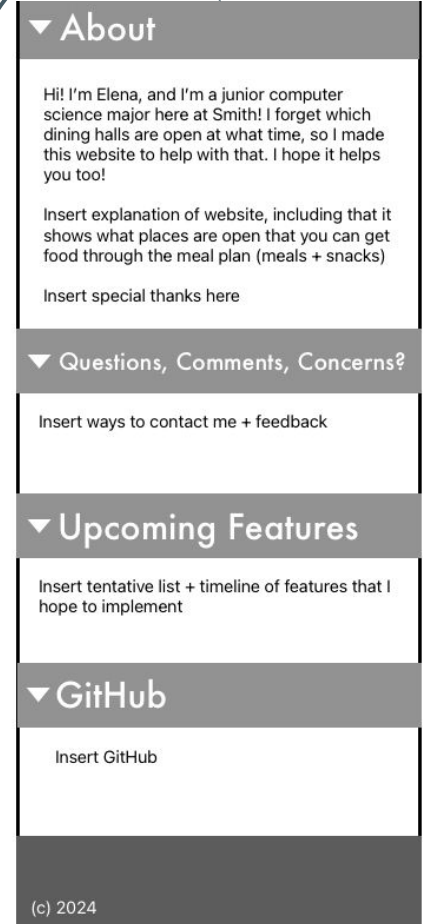 About
Hi! I'm Elena, and I'm a junior computer
science major here at Smith! I forget which
dining halls are open at what time, so I made
this website to help with that. I hope it helps
you too!
Insert explanation of website, including that it
shows what places are open that you can get
food through the meal plan (meals + snacks)
Insert special thanks here
Questions, Comments, Concerns?
Insert ways to contact me + feedback
Upcoming Features
Insert tentative list + timeline of features that I
hope to implement
GitHub
Insert GitHub
(c) 2024